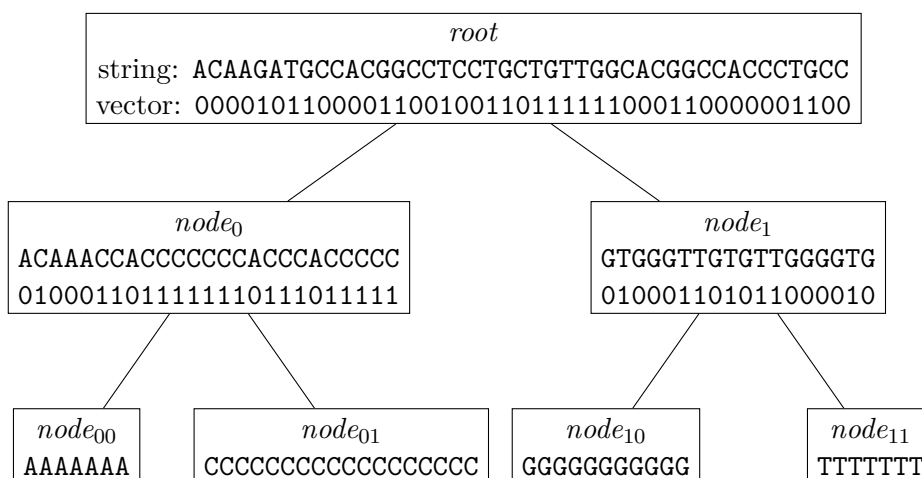 root
string: ACAAGATGCCACGGCCTCCTGCTGTTGGCACGGCCACCCTGCC
vector: 0000101100001100100110111111000110000001100
node₀
ACAAACCACCCCCCCACCCACCCCC
0100011011111110111011111
node₁
GTGGGTTGTGTTGGGGTG
010001101011000010
node₀₀
AAAAAAA
node₀₁
CCCCCCCCCCCCCCCCCC
node₁₀
GGGGGGGGGGG
node₁₁
TTTTTTT